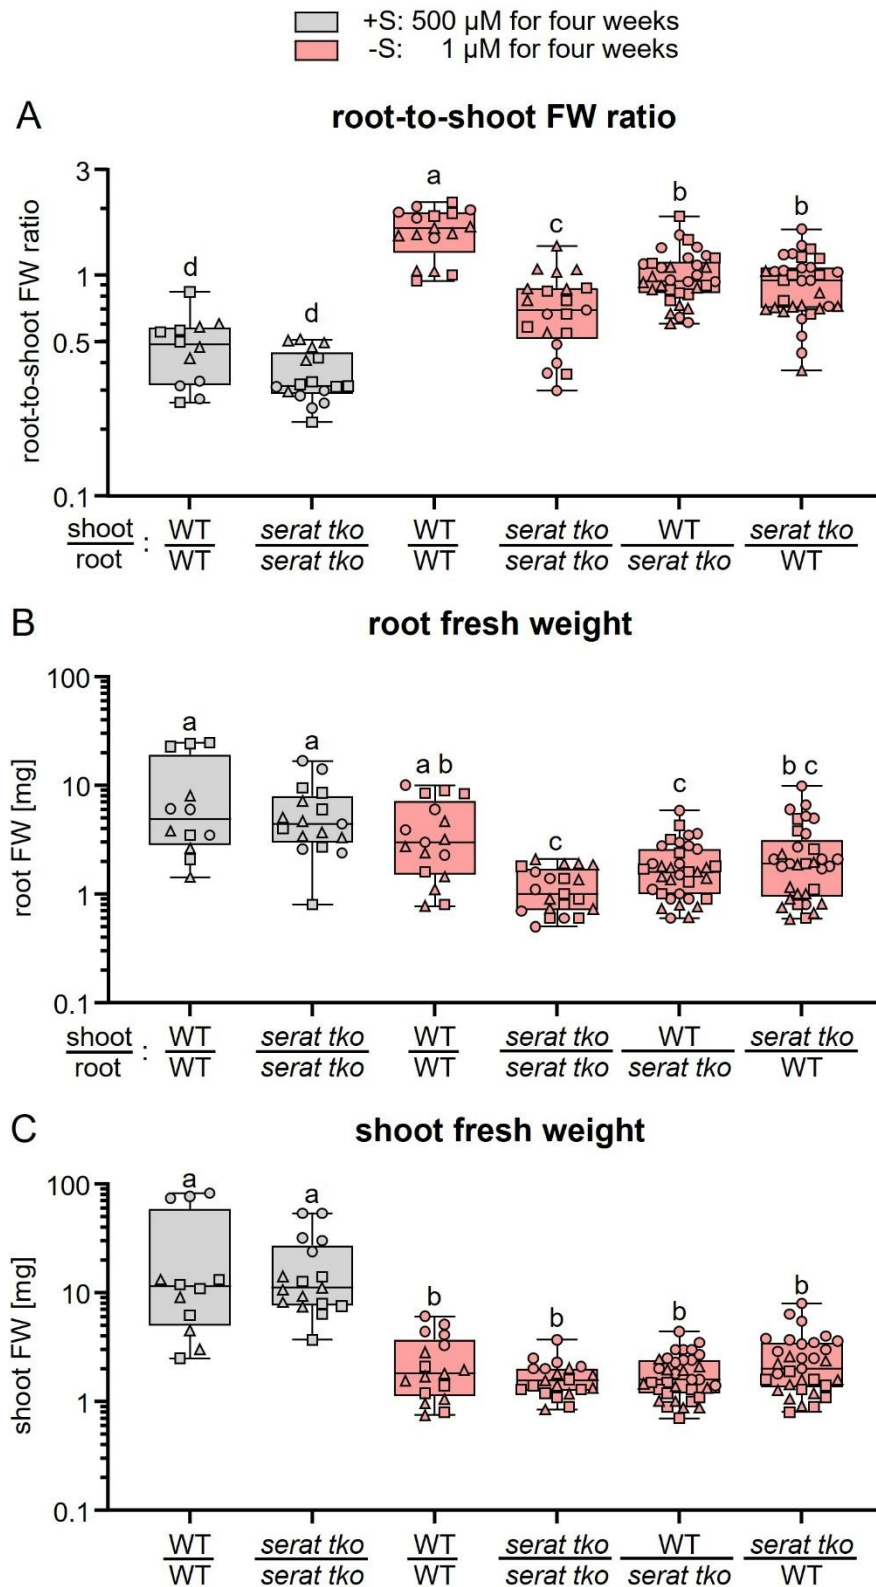 +S: 500 µM for four weeks
-S: 1 µM for four weeks
A root-to-shoot FW ratio
root-to-shoot FW ratio
3
1
0.5
0.1
d
d
a
c
b
b
shoot : WT serat tko WT serat tko WT serat tko
root WT serat tko WT serat tko serat tko WT
B root fresh weight
root FW [mg]
100
10
1
0.1
a
a
a b
c
c
b c
shoot : WT serat tko WT serat tko WT serat tko
root WT serat tko WT serat tko serat tko WT
C shoot fresh weight
shoot FW [mg]
100
10
1
0.1
a
a
b
b
b
b
WT serat tko WT serat tko WT serat tko
WT serat tko WT serat tko serat tko WT